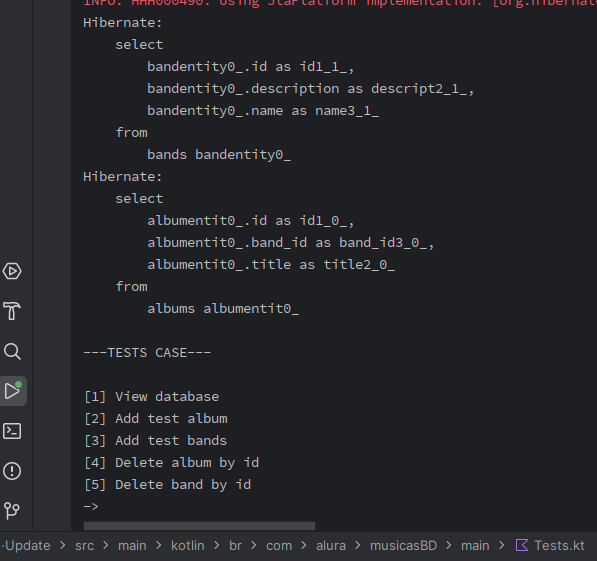 INFO: HHH000490: Using JtaPlatform implementation: [org.hibernat
Hibernate:
select
bandentity0_.id as id1_1_,
bandentity0_.description as descript2_1_,
bandentity0_.name as name3_1_
from
bands bandentity0_
Hibernate:
select
albumentit0_.id as id1_0_,
albumentit0_.band_id as band_id3_0_,
albumentit0_.title as title2_0_
from
albums albumentit0_
---TESTS CASE---
[1] View database
[2] Add test album
[3] Add test bands
[4] Delete album by id
[5] Delete band by id
->
-Update > src > main > kotlin > br > com > alura > musicasBD > main > Tests.kt